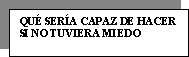 QUÉ SERÍA CAPAZ DE HACER
SI NO TUVIERA MIEDO